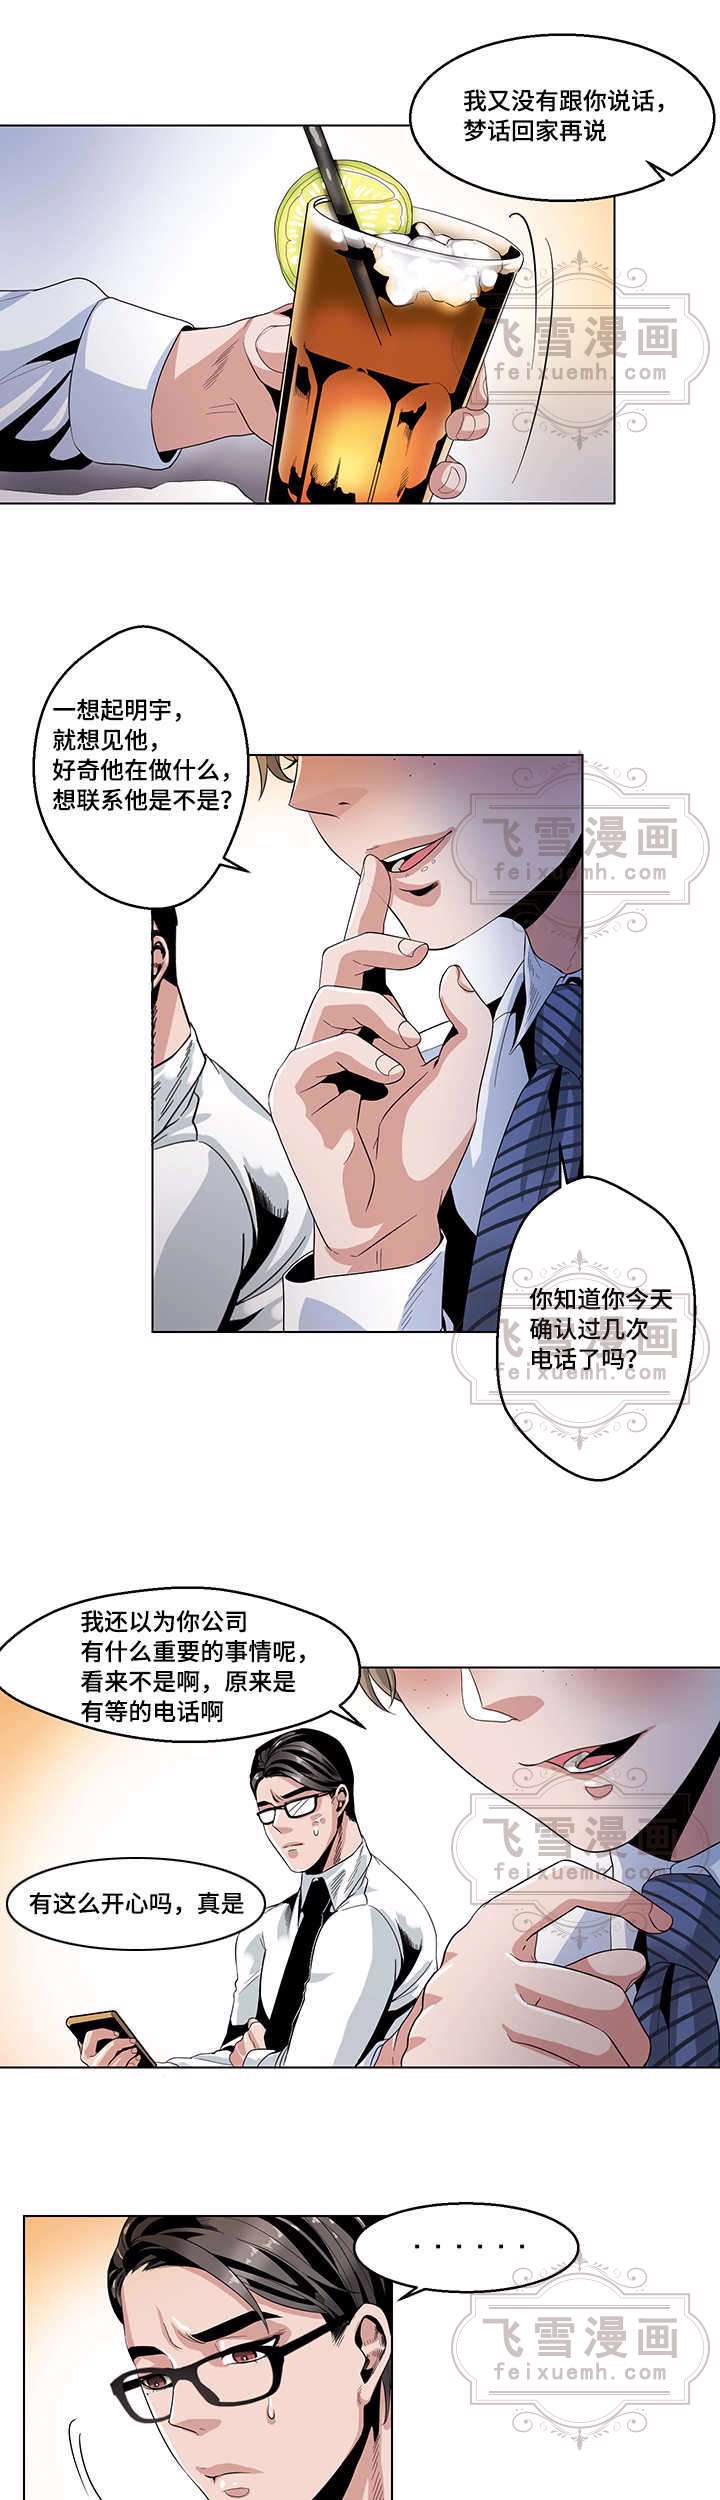 我又没有跟你说话，
梦话回家再说
飞雪漫画
feixuemh.com
一想起明宇，
就想见他，
好奇他在做什么，
想联系他是不是？
飞雪漫画
feixuemh.com
你知道你今天
确认过几次
电话了吗？
飞雪漫画
feixuemh.com
我还以为你公司
有什么重要的事情呢，
看来不是啊，原来是
有等的电话啊
飞雪漫画
feixuemh.com
有这么开心吗，真是
······
飞雪漫画
feixuemh.com